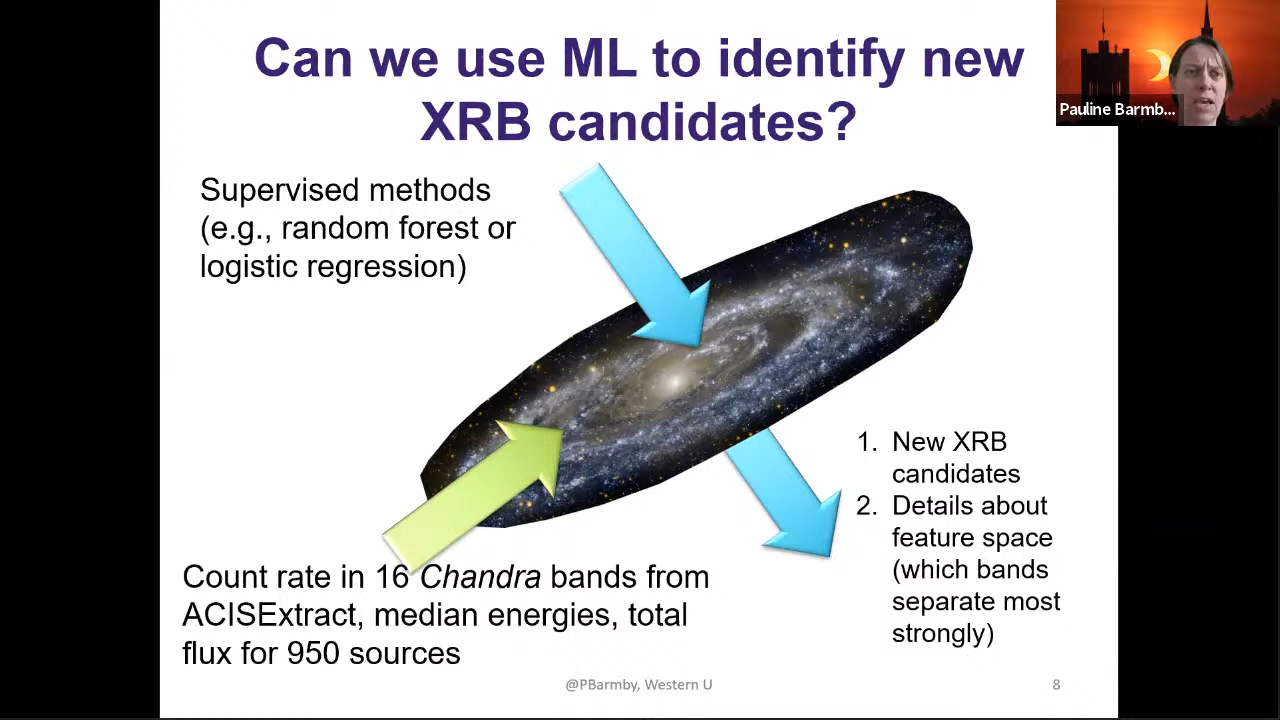 Can we use ML to identify new
XRB candidates?
Pauline Barmb...
Supervised methods
(e.g., random forest or
logistic regression)
1. New XRB
candidates
2. Details about
feature space
(which bands
separate most
strongly)
Count rate in 16 Chandra bands from
ACISExtract, median energies, total
flux for 950 sources
@PBarmby, Western U
8